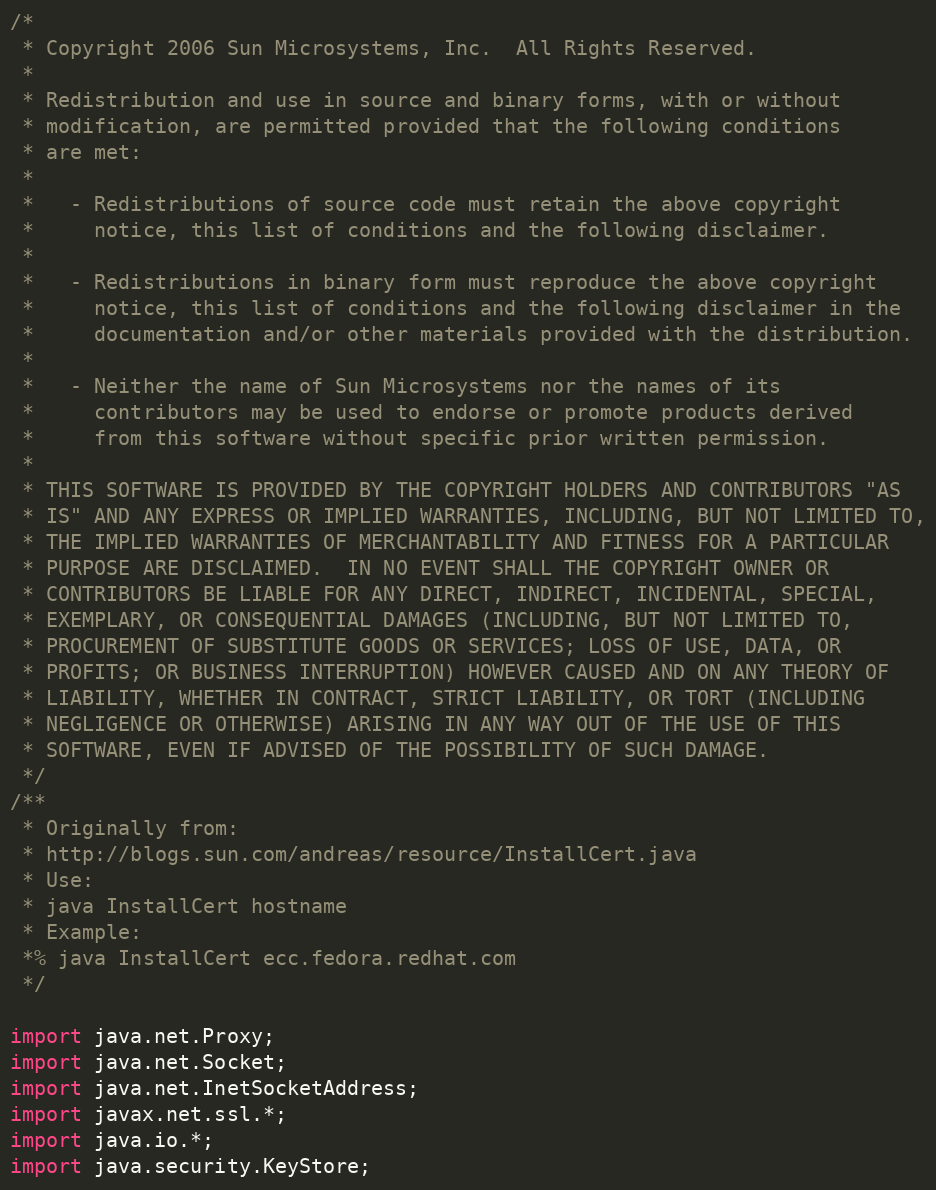 /*
 * Copyright 2006 Sun Microsystems, Inc.  All Rights Reserved.
 *
 * Redistribution and use in source and binary forms, with or without
 * modification, are permitted provided that the following conditions
 * are met:
 *
 *   - Redistributions of source code must retain the above copyright
 *     notice, this list of conditions and the following disclaimer.
 *
 *   - Redistributions in binary form must reproduce the above copyright
 *     notice, this list of conditions and the following disclaimer in the
 *     documentation and/or other materials provided with the distribution.
 *
 *   - Neither the name of Sun Microsystems nor the names of its
 *     contributors may be used to endorse or promote products derived
 *     from this software without specific prior written permission.
 *
 * THIS SOFTWARE IS PROVIDED BY THE COPYRIGHT HOLDERS AND CONTRIBUTORS "AS
 * IS" AND ANY EXPRESS OR IMPLIED WARRANTIES, INCLUDING, BUT NOT LIMITED TO,
 * THE IMPLIED WARRANTIES OF MERCHANTABILITY AND FITNESS FOR A PARTICULAR
 * PURPOSE ARE DISCLAIMED.  IN NO EVENT SHALL THE COPYRIGHT OWNER OR
 * CONTRIBUTORS BE LIABLE FOR ANY DIRECT, INDIRECT, INCIDENTAL, SPECIAL,
 * EXEMPLARY, OR CONSEQUENTIAL DAMAGES (INCLUDING, BUT NOT LIMITED TO,
 * PROCUREMENT OF SUBSTITUTE GOODS OR SERVICES; LOSS OF USE, DATA, OR
 * PROFITS; OR BUSINESS INTERRUPTION) HOWEVER CAUSED AND ON ANY THEORY OF
 * LIABILITY, WHETHER IN CONTRACT, STRICT LIABILITY, OR TORT (INCLUDING
 * NEGLIGENCE OR OTHERWISE) ARISING IN ANY WAY OUT OF THE USE OF THIS
 * SOFTWARE, EVEN IF ADVISED OF THE POSSIBILITY OF SUCH DAMAGE.
 */
/**
 * Originally from:
 * http://blogs.sun.com/andreas/resource/InstallCert.java
 * Use:
 * java InstallCert hostname
 * Example:
 *% java InstallCert ecc.fedora.redhat.com
 */

import java.net.Proxy;
import java.net.Socket;
import java.net.InetSocketAddress;
import javax.net.ssl.*;
import java.io.*;
import java.security.KeyStore;